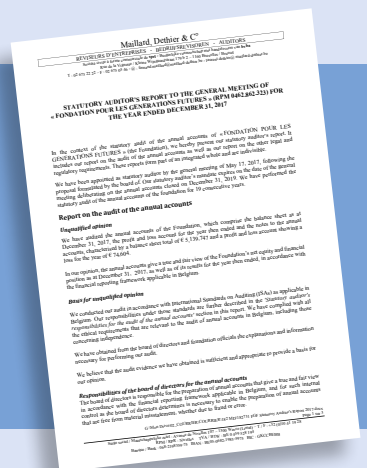 Maillard, Dethier & C°
REVISEURS D'ENTREPRISES - BEDRIJFSREVISOREN - AUDITORS
STATUTORY AUDITOR'S REPORT TO THE GENERAL MEETING OF
« FONDATION POUR LES GENERATIONS FUTURES » (RPM 0462.862.323) FOR
THE YEAR ENDED DECEMBER 31, 2017
In the context of the statutory audit of the annual accounts of « FONDATION POUR LES
GENERATIONS FUTURES » (the Foundation), we hereby present our statutory auditor's report. It
includes our report on the audit of the annual accounts as well as our report on the other legal and
regulatory requirements. These reports form part of an integrated whole and are indivisible.
We have been appointed as statutory auditor by the general meeting of May 17, 2017, following the
proposal formulated by the board of. Our statutory auditor's mandate expires on the date of the general
meeting deliberating on the annual accounts closed on December 31, 2019. We have performed the
statutory audit of the annual accounts of the foundation for 19 consecutive years.
Report on the audit of the annual accounts
Unqualified opinion
We have audited the annual accounts of the Foundation, which comprise the balance sheet as at
December 31, 2017, the profit and loss account for the year then ended and the notes to the annual
accounts, characterized by a balance sheet total of € 5.139.747 and a profit and loss account showing a
loss for the year of € 74.604.
In our opinion, the annual accounts give a true and fair view of the Foundation's net equity and financial
position as at December 31, 2017, as well as of its results for the year then ended, in accordance with
the financial reporting framework applicable in Belgium.
Basis for unqualified opinion
We conducted our audit in accordance with International Standards on Auditing (ISAs) as applicable in
Belgium. Our responsibilities under those standards are further described in the 'Statutory auditor's
responsibilities for the audit of the annual accounts' section in this report. We have complied with all
the ethical requirements that are relevant to the audit of annual accounts in Belgium, including those
concerning independence.
We have obtained from the board of directors and foundation officials the explanations and information
necessary for performing our audit.
We believe that the audit evidence we have obtained is sufficient and appropriate to provide a basis for
our opinion.
Responsibilities of the board of directors for the annual accounts
The board of directors is responsible for the preparation of annual accounts that give a true and fair view
in accordance with the financial reporting framework applicable in Belgium, and for such internal
control as the board of directors determines is necessary to enable the preparation of annual accounts
that are free from material misstatement, whether due to fraud or error.